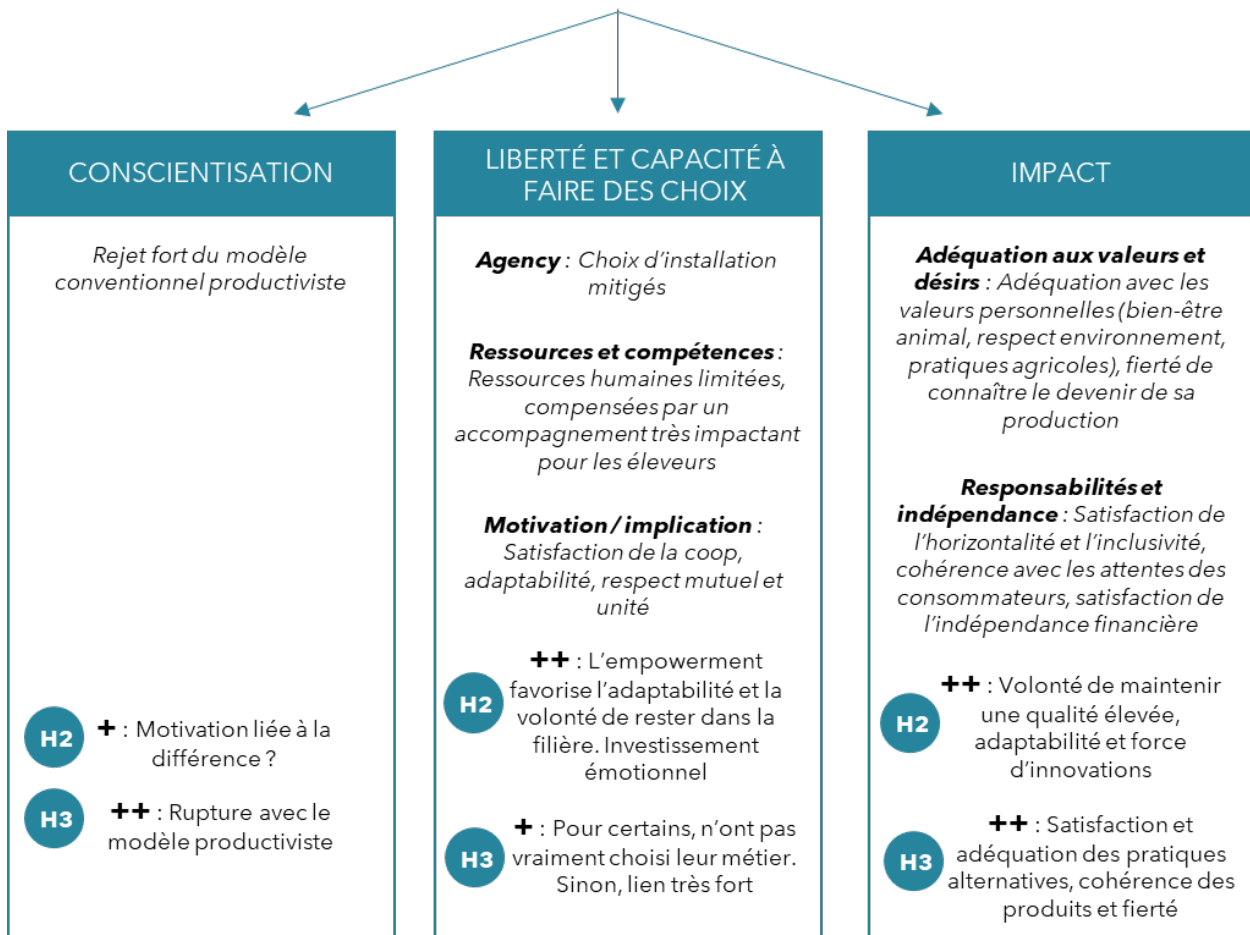 CONSCIENTISATION
Rejet fort du modèle
conventionnel productiviste
H2
+ : Motivation liée à la
différence ?
H3
++ : Rupture avec le
modèle productiviste
LIBERTÉ ET CAPACITÉ À
FAIRE DES CHOIX
Agency : Choix d'installation
mitigés
Ressources et compétences :
Ressources humaines limitées,
compensées par un
accompagnement très impactant
pour les éleveurs
Motivation / implication :
Satisfaction de la coop,
adaptabilité, respect mutuel et
unité
H2
++ : L'empowerment
favorise l'adaptabilité et la
volonté de rester dans la
filière. Investissement
émotionnel
H3
+ : Pour certains, n'ont pas
vraiment choisi leur métier.
Sinon, lien très fort
IMPACT
Adéquation aux valeurs et
désirs : Adéquation avec les
valeurs personnelles (bien-être
animal, respect environnement,
pratiques agricoles), fierté de
connaître le devenir de sa
production
Responsabilités et
indépendance : Satisfaction de
l'horizontalité et l'inclusivité,
cohérence avec les attentes des
consommateurs, satisfaction de
l'indépendance financière
H2
++ : Volonté de maintenir
une qualité élevée,
adaptabilité et force
d'innovations
H3
++ : Satisfaction et
adéquation des pratiques
alternatives, cohérence des
produits et fierté